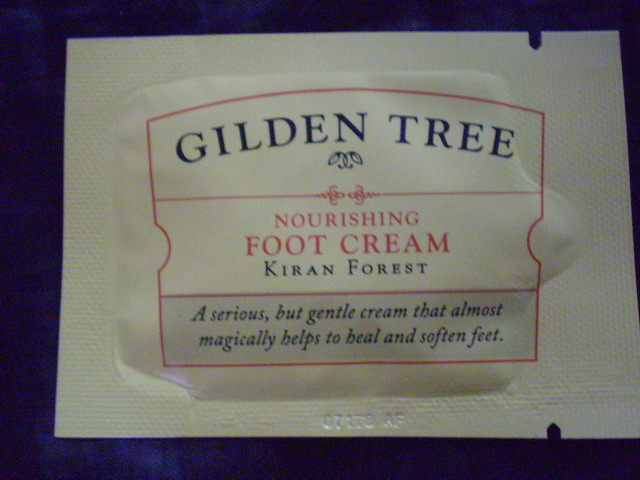 GILDEN TREE
NOURISHING
FOOT CREAM
KIRAN FOREST
A serious, but gentle cream that almost
magically helps to heal and soften feet.